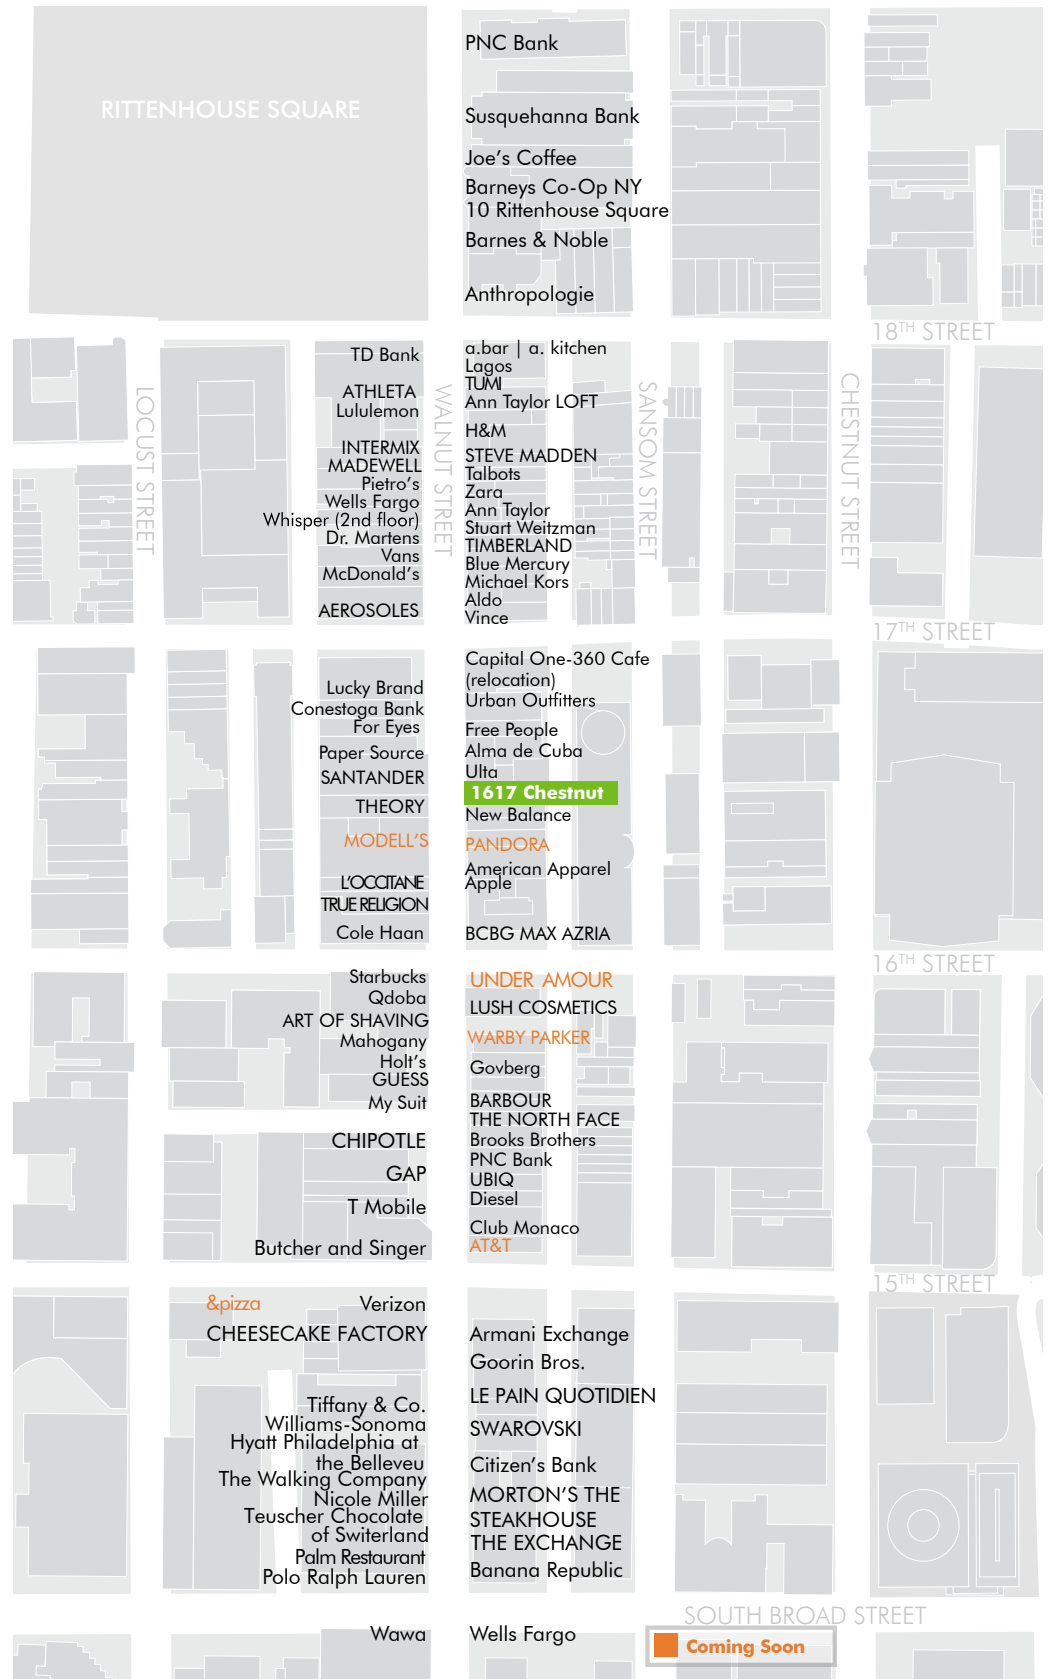 RITTENHOUSE SQUARE
PNC Bank
Susquehanna Bank
Joe's Coffee
Barneys Co-Op NY
10 Rittenhouse Square
Barnes & Noble
Anthropologie
18TH STREET
LOCUST STREET
WALNUT STREET
SANSOM STREET
CHESTNUT STREET
TD Bank
ATHLETA
Lululemon
INTERMIX
MADEWELL
Pietro's
Wells Fargo
Whisper (2nd floor)
Dr. Martens
Vans
McDonald's
AEROSOLES
a.bar | a. kitchen
Lagos
TUMI
Ann Taylor LOFT
H&M
STEVE MADDEN
Talbots
Zara
Ann Taylor
Stuart Weitzman
TIMBERLAND
Blue Mercury
Michael Kors
Aldo
Vince
17TH STREET
Lucky Brand
Conestoga Bank
For Eyes
Paper Source
SANTANDER
THEORY
MODELL'S
L'OCCITANE
TRUE RELIGION
Cole Haan
Capital One-360 Cafe
(relocation)
Urban Outfitters
Free People
Alma de Cuba
Ulta
1617 Chestnut
New Balance
PANDORA
American Apparel
Apple
BCBG MAX AZRIA
16TH STREET
Starbucks
Qdoba
ART OF SHAVING
Mahogany
Holt's
GUESS
My Suit
CHIPOTLE
GAP
T Mobile
Butcher and Singer
UNDER AMOUR
LUSH COSMETICS
WARBY PARKER
Govberg
BARBOUR
THE NORTH FACE
Brooks Brothers
PNC Bank
UBIQ
Diesel
Club Monaco
AT&T
15TH STREET
&pizza
Verizon
CHEESECAKE FACTORY
Tiffany & Co.
Williams-Sonoma
Hyatt Philadelphia at
the Belleveu
The Walking Company
Nicole Miller
Teuscher Chocolate
of Switerland
Palm Restaurant
Polo Ralph Lauren
Armani Exchange
Goorin Bros.
LE PAIN QUOTIDIEN
SWAROVSKI
Citizen's Bank
MORTON'S THE
STEAKHOUSE
THE EXCHANGE
Banana Republic
SOUTH BROAD STREET
Wawa
Wells Fargo
Coming Soon